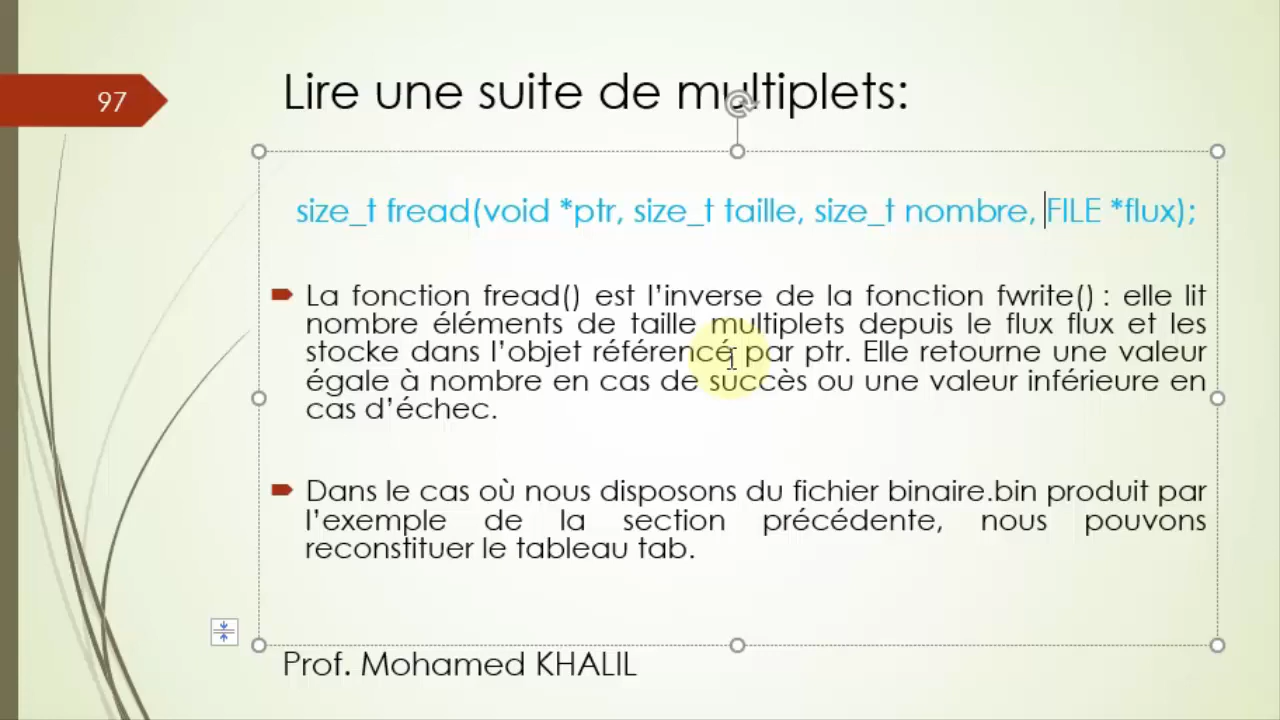 97
Lire une suite de multiplets:
size_t fread(void *ptr, size_t taille, size_t nombre, FILE *flux);
La fonction fread() est l’inverse de la fonction fwrite() : elle lit
nombre éléments de taille multiplets depuis le flux flux et les
stocke dans l’objet référencé par ptr. Elle retourne une valeur
égale à nombre en cas de succès ou une valeur inférieure en
cas d’échec.
Dans le cas où nous disposons du fichier binaire.bin produit par
l’exemple de la section précédente, nous pouvons
reconstituer le tableau tab.
Prof. Mohamed KHALIL